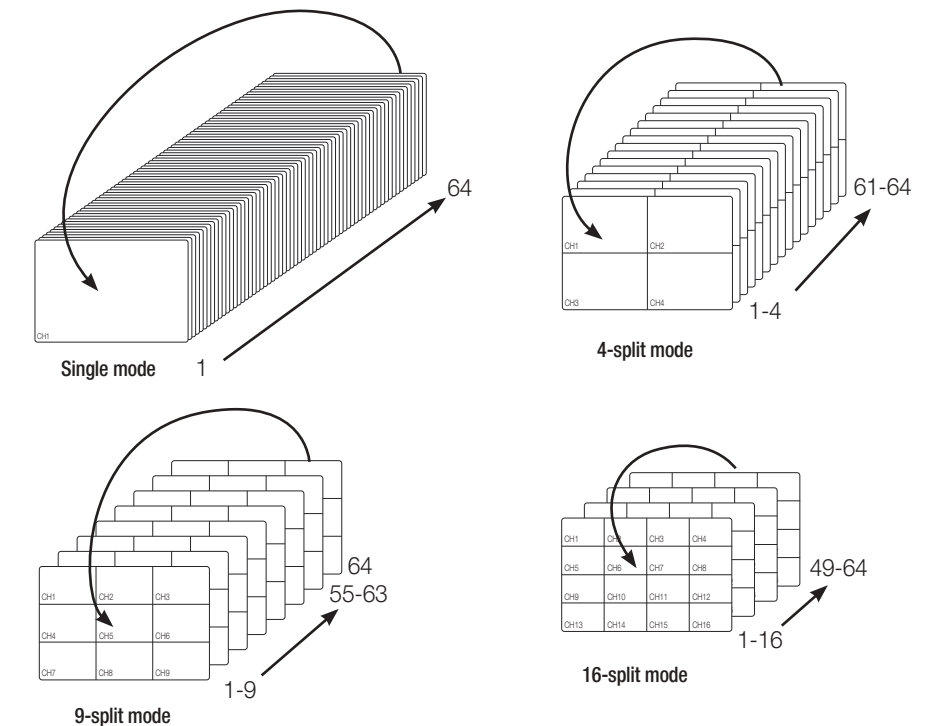 64
CH1
Single mode
1
61-64
CH1 CH2
CH3 CH4
1-4
4-split mode
64
55-63
CH1 CH2 CH3
CH4 CH5 CH6
CH7 CH8 CH9
1-9
9-split mode
49-64
CH1 CH2 CH3 CH4
CH5 CH6 CH7 CH8
CH9 CH10 CH11 CH12
CH13 CH14 CH15 CH16
1-16
16-split mode